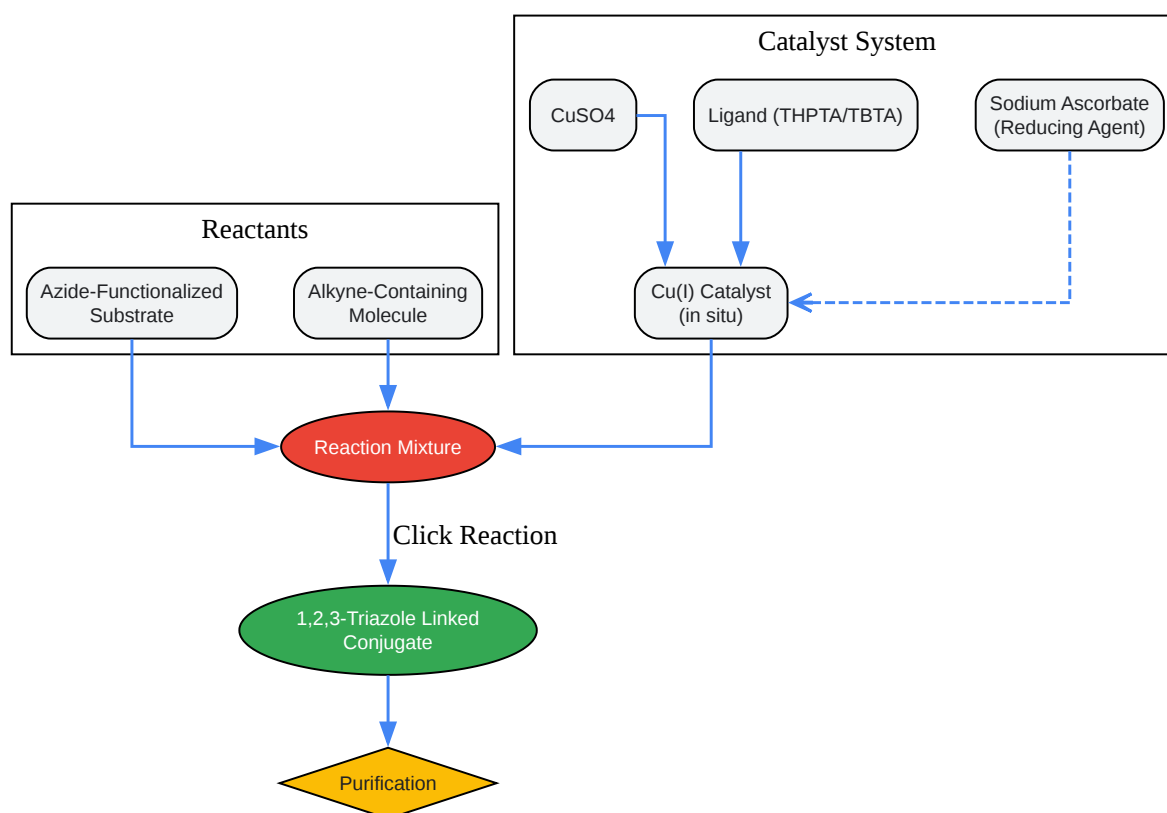 Catalyst System
CuSO4
Ligand (THPTA/TBTA)
Sodium Ascorbate
(Reducing Agent)
Reactants
Azide-Functionalized
Substrate
Alkyne-Containing
Molecule
Cu(I) Catalyst
(in situ)
Reaction Mixture
Click Reaction
1,2,3-Triazole Linked
Conjugate
Purification